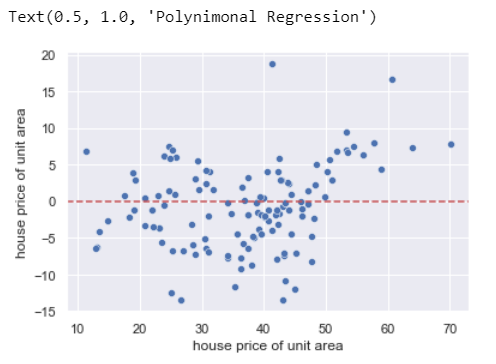 Text(0.5, 1.0, 'Polynimonal Regression')
20
15
10
5
0
−5
−10
−15
house price of unit area
10 20 30 40 50 60 70
house price of unit area